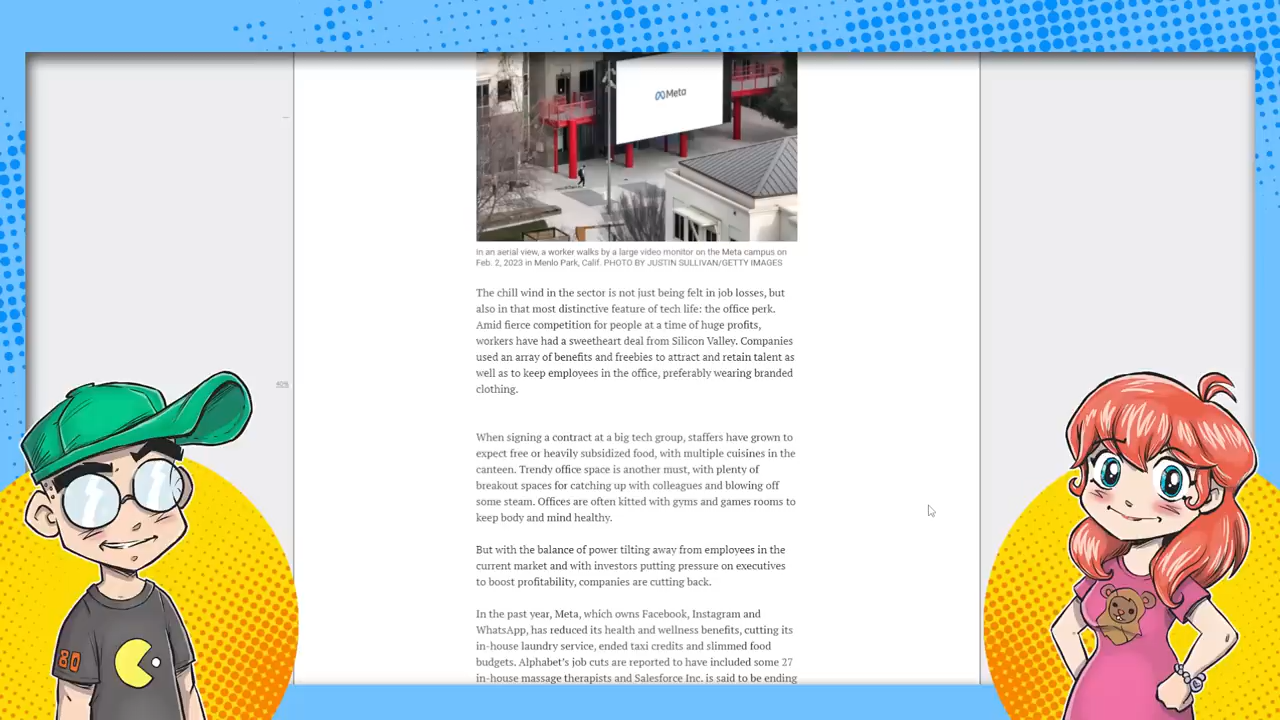 Meta
In an aerial view, a worker walks by a large video monitor on the Meta campus on
Feb. 2, 2023 in Menlo Park, Calif. PHOTO BY JUSTIN SULLIVAN/GETTY IMAGES
The chill wind in the sector is not just being felt in job losses, but
also in that most distinctive feature of tech life: the office perk.
Amid fierce competition for people at a time of huge profits,
workers have had a sweetheart deal from Silicon Valley. Companies
used an array of benefits and freebies to attract and retain talent as
well as to keep employees in the office, preferably wearing branded
clothing.
When signing a contract at a big tech group, staffers have grown to
expect free or heavily subsidized food, with multiple cuisines in the
canteen. Trendy office space is another must, with plenty of
breakout spaces for catching up with colleagues and blowing off
some steam. Offices are often kitted with gyms and games rooms to
keep body and mind healthy.
But with the balance of power tilting away from employees in the
current market and with investors putting pressure on executives
to boost profitability, companies are cutting back.
In the past year, Meta, which owns Facebook, Instagram and
WhatsApp, has reduced its health and wellness benefits, cutting its
in-house laundry service, ended taxi credits and slimmed food
budgets. Alphabet's job cuts are reported to have included some 27
in-house massage therapists and Salesforce Inc. is said to be ending
80